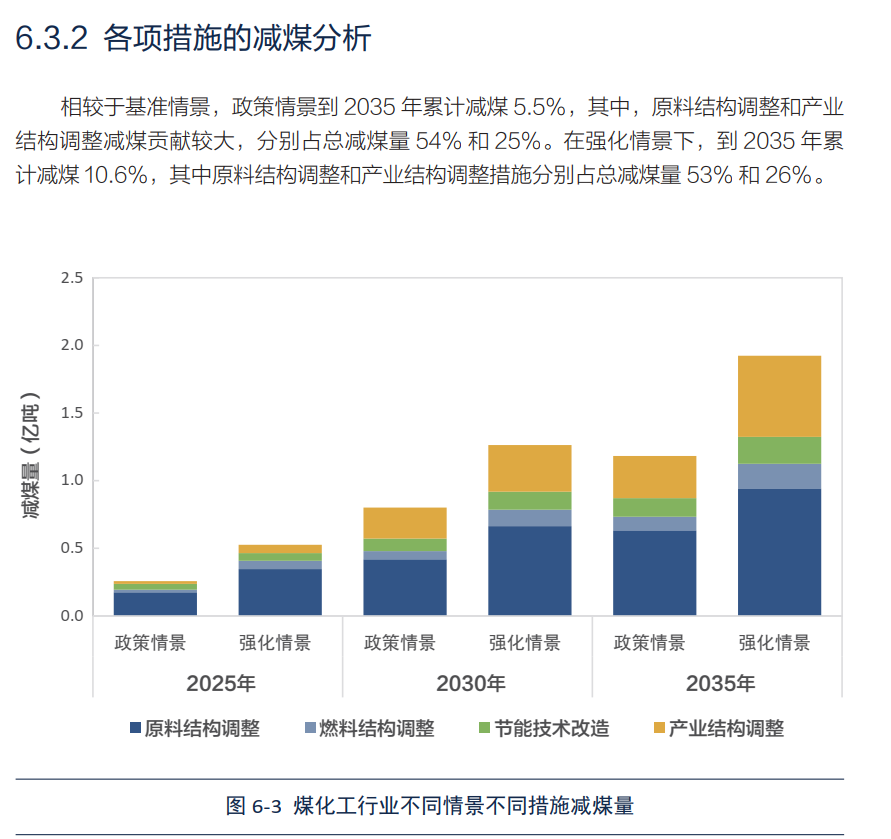 6.3.2 各项措施的减煤分析
相较于基准情景，政策情景到 2035 年累计减煤 5.5%，其中，原料结构调整和产业
结构调整减煤贡献较大，分别占总减煤量 54% 和 25%。在强化情景下，到 2035 年累
计减煤 10.6%，其中原料结构调整和产业结构调整措施分别占总减煤量 53% 和 26%。
减煤量（亿吨）
2.5
2.0
1.5
1.0
0.5
0.0
政策情景 强化情景 政策情景 强化情景 政策情景 强化情景
2025年 2030年 2035年
原料结构调整 燃料结构调整 节能技术改造 产业结构调整
图 6-3 煤化工行业不同情景不同措施减煤量